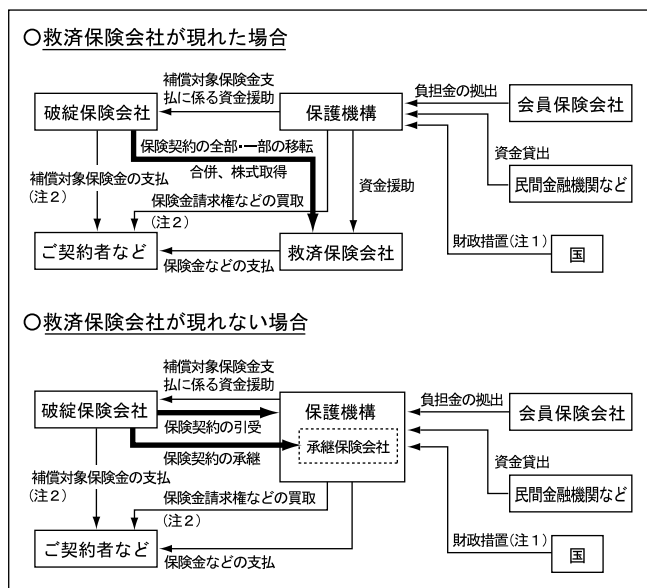 ○救済保険会社が現れた場合
補償対象保険金支
払に係る資金援助
破綻保険会社
保護機構
負担金の拠出
会員保険会社
保険契約の全部・一部の移転
合併、株式取得
資金貸出
民間金融機関など
補償対象保険金の支払
(注2)
保険金請求権などの買取
(注2)
資金援助
財政措置(注1)
国
ご契約者など
保険金などの支払
救済保険会社
○救済保険会社が現れない場合
補償対象保険金支
払に係る資金援助
破綻保険会社
保護機構
負担金の拠出
会員保険会社
保険契約の引受
承継保険会社
保険契約の承継
資金貸出
民間金融機関など
補償対象保険金の支払
(注2)
保険金請求権などの買取
(注2)
財政措置(注1)
国
ご契約者など
保険金などの支払